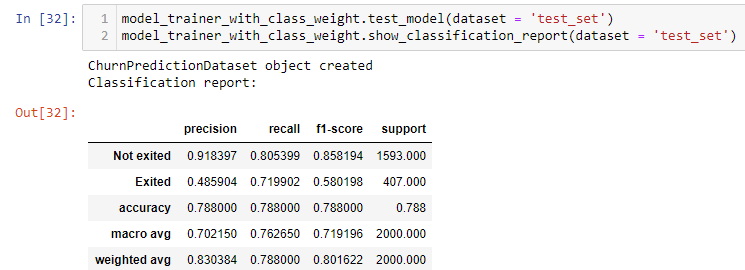 In [32]: 1 model_trainer_with_class_weight.test_model(dataset = 'test_set')
2 model_trainer_with_class_weight.show_classification_report(dataset = 'test_set')
ChurnPredictionDataset object created
Classification report:
Out[32]:
precision recall f1-score support
Not exited 0.918397 0.805399 0.858194 1593.000
Exited 0.485904 0.719902 0.580198 407.000
accuracy 0.788000 0.788000 0.788000 0.788
macro avg 0.702150 0.762650 0.719196 2000.000
weighted avg 0.830384 0.788000 0.801622 2000.000